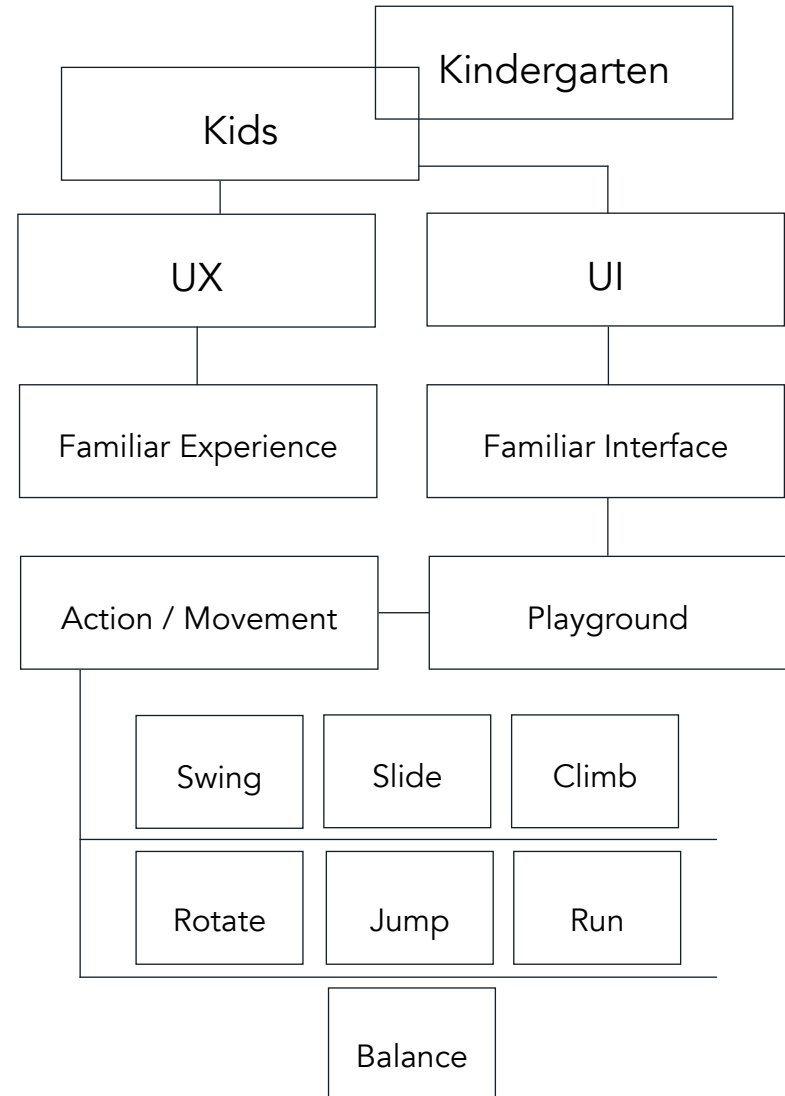 Kindergarten
Kids
UX
UI
Familiar Experience
Familiar Interface
Action / Movement
Playground
Swing
Slide
Climb
Rotate
Jump
Run
Balance